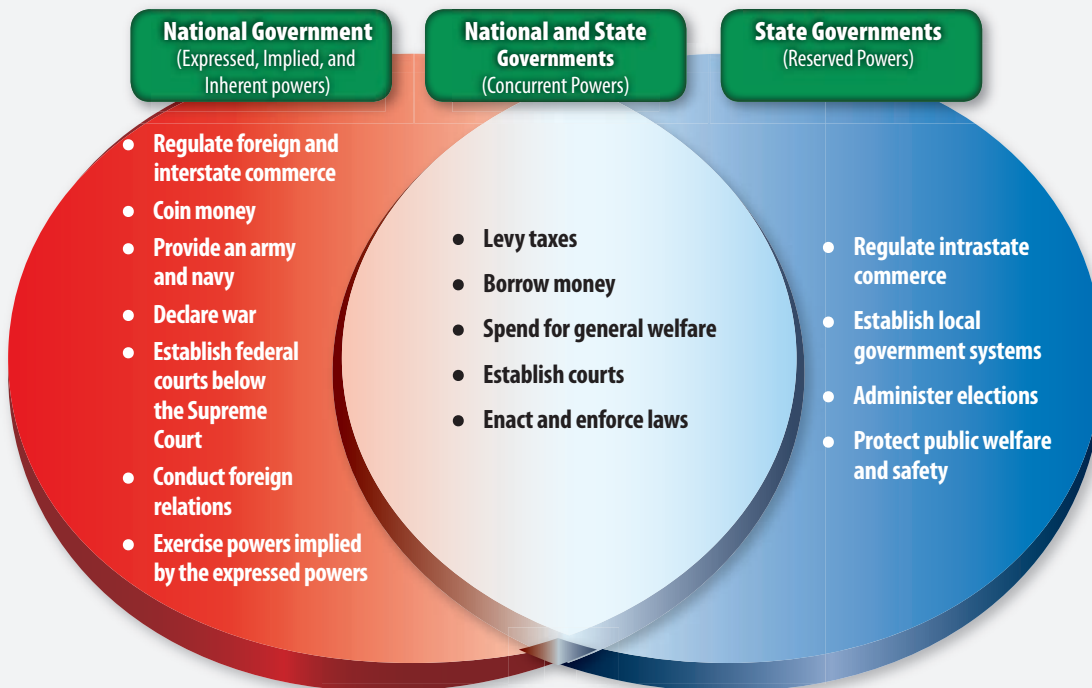 National Government
(Expressed, Implied, and
Inherent powers)
National and State
Governments
(Concurrent Powers)
State Governments
(Reserved Powers)
● Regulate foreign and
interstate commerce
● Coin money
● Provide an army
and navy
● Declare war
● Establish federal
courts below
the Supreme
Court
● Conduct foreign
relations
● Exercise powers implied
by the expressed powers
● Levy taxes
● Borrow money
● Spend for general welfare
● Establish courts
● Enact and enforce laws
● Regulate intrastate
commerce
● Establish local
government systems
● Administer elections
● Protect public welfare
and safety